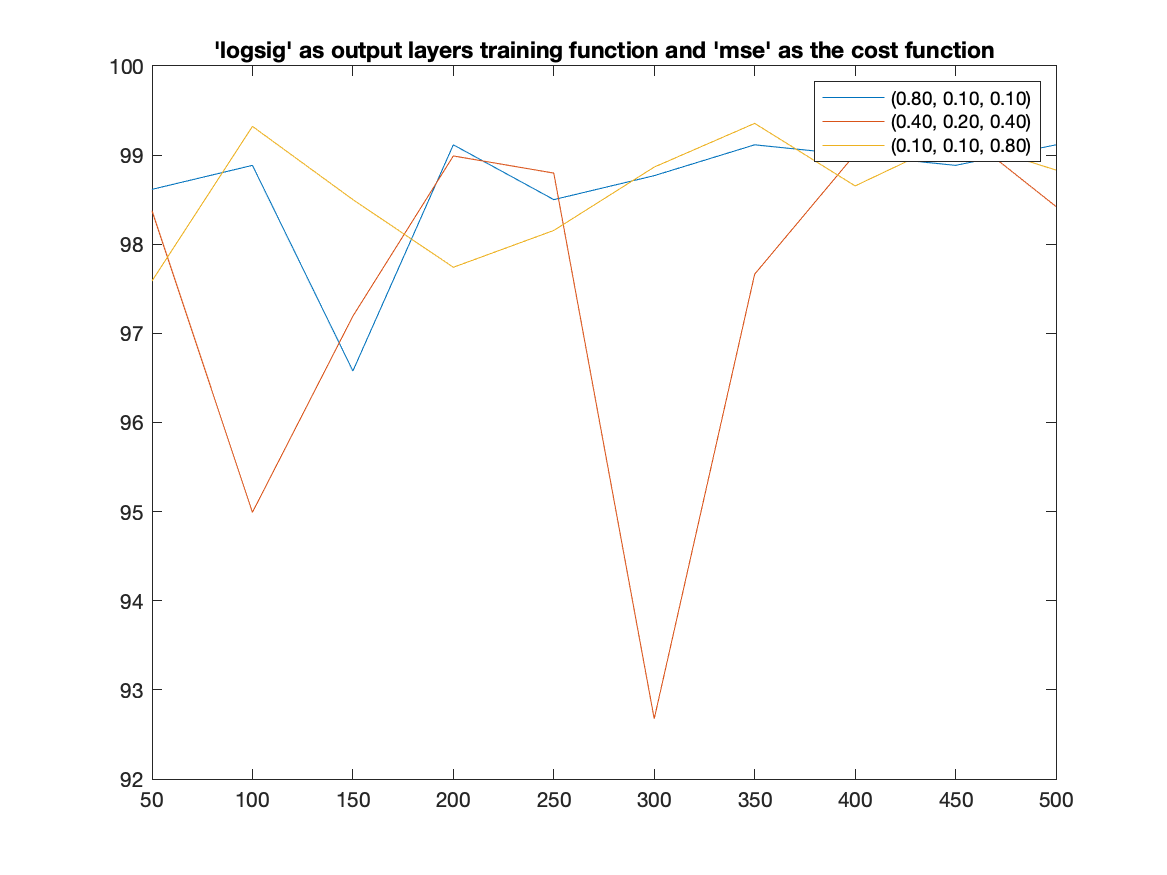 'logsig' as output layers training function and 'mse' as the cost function
100
99
98
97
96
95
94
93
92
(0.80, 0.10, 0.10)
(0.40, 0.20, 0.40)
(0.10, 0.10, 0.80)
50 100 150 200 250 300 350 400 450 500